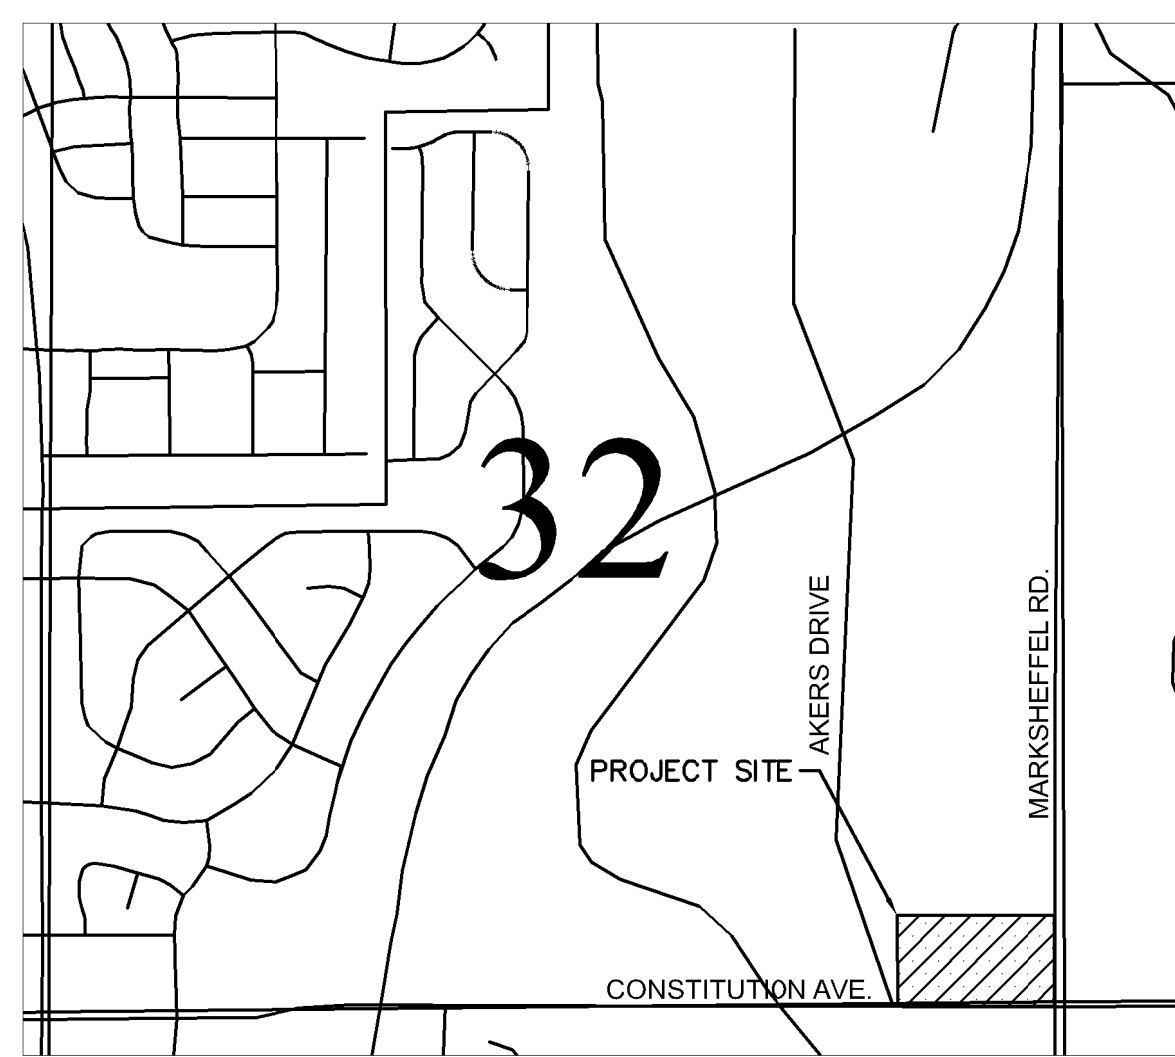 32
AKERS DRIVE
MARKSHEFFEL RD.
PROJECT SITE
CONSTITUTION AVE.